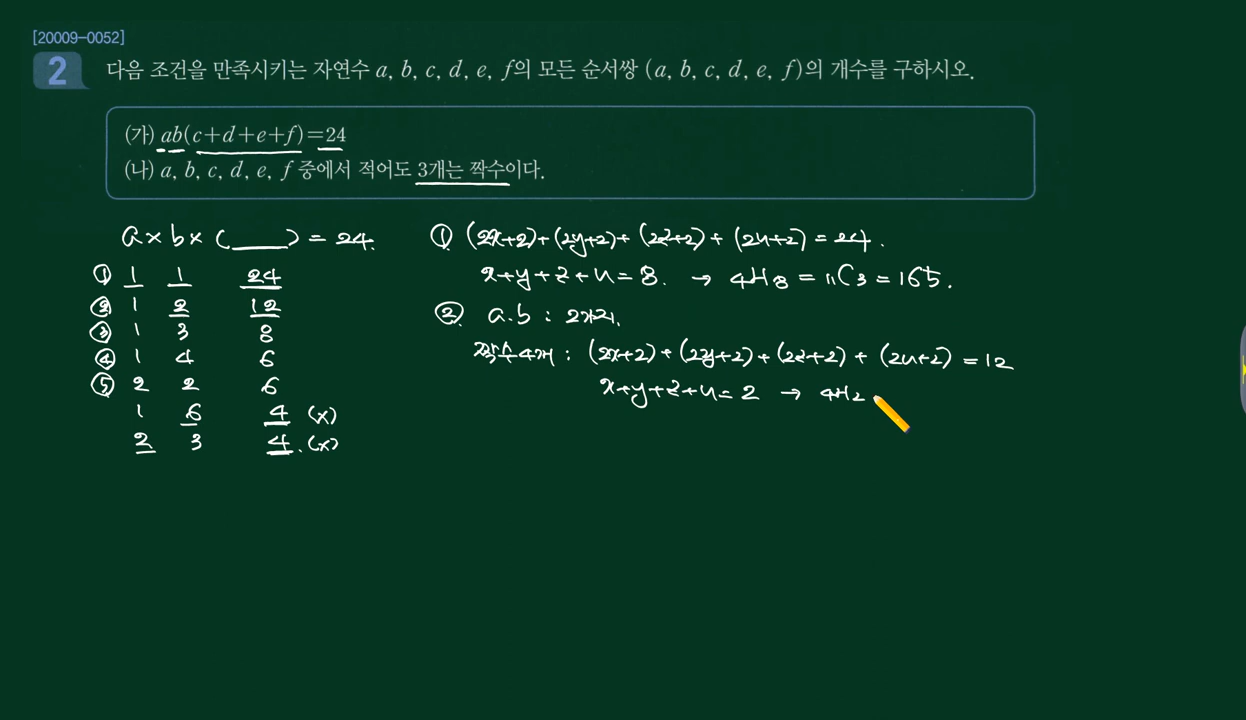 [20009-0052]
2 다음 조건을 만족시키는 자연수 a, b, c, d, e, f의 모든 순서쌍 (a, b, c, d, e, f)의 개수를 구하시오.
(가) ab(c+d+e+f)=24
(나) a, b, c, d, e, f 중에서 적어도 3개는 짝수이다.
a × b × ( ) = 24.
① 1 1 24
② 1 2 12
③ 1 3 8
④ 1 4 6
⑤ 2 2 6
1 6 4 (x)
2 3 4. (x)
① (2x+2)+(2y+2)+(2z+2)+(2u+2)=24.
x+y+z+u=8. → 4H8 = 11C3 = 165.
② a.b : 2가지.
짝수4개 : (2x+2)+(2y+2)+(2z+2)+(2u+2)=12
x+y+z+u=2 → 4H2